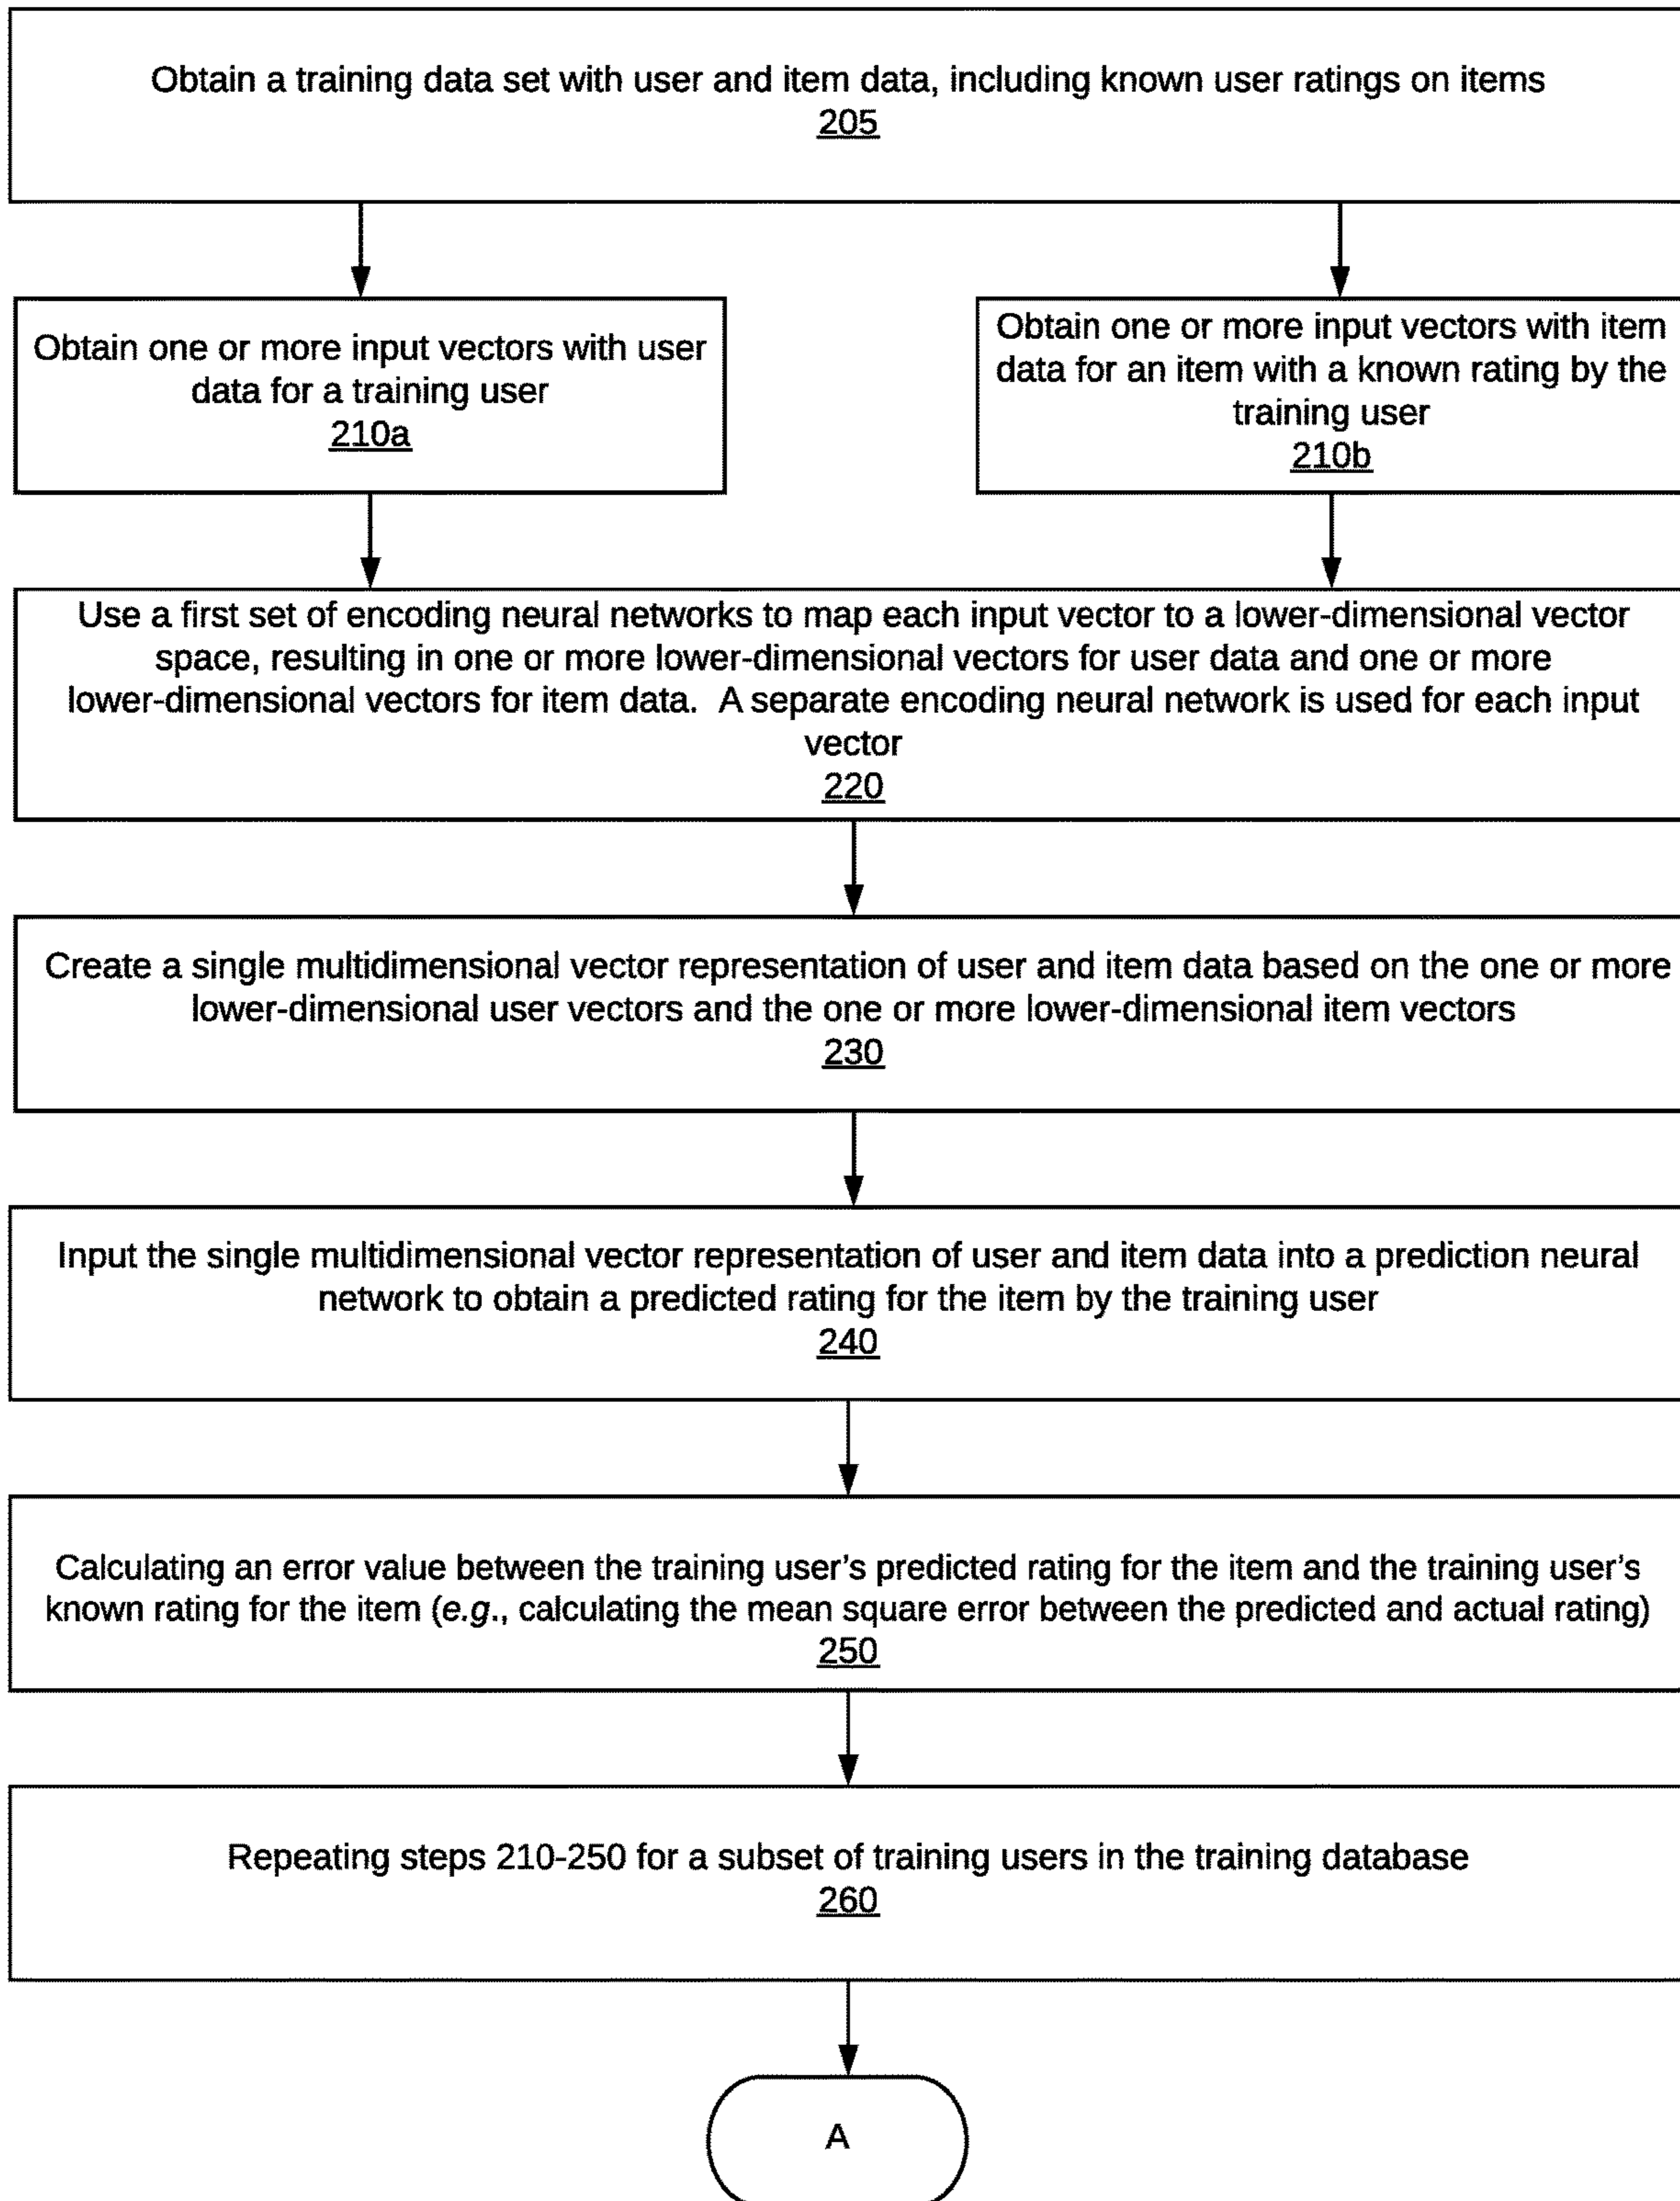 Obtain a training data set with user and item data, including known user ratings on items
205
Obtain one or more input vectors with user
data for a training user
210a
Obtain one or more input vectors with item
data for an item with a known rating by the
training user
210b
Use a first set of encoding neural networks to map each input vector to a lower-dimensional vector
space, resulting in one or more lower-dimensional vectors for user data and one or more
lower-dimensional vectors for item data.  A separate encoding neural network is used for each input
vector
220
Create a single multidimensional vector representation of user and item data based on the one or more
lower-dimensional user vectors and the one or more lower-dimensional item vectors
230
Input the single multidimensional vector representation of user and item data into a prediction neural
network to obtain a predicted rating for the item by the training user
240
Calculating an error value between the training user’s predicted rating for the item and the training user’s
known rating for the item (e.g., calculating the mean square error between the predicted and actual rating)
250
Repeating steps 210-250 for a subset of training users in the training database
260
A